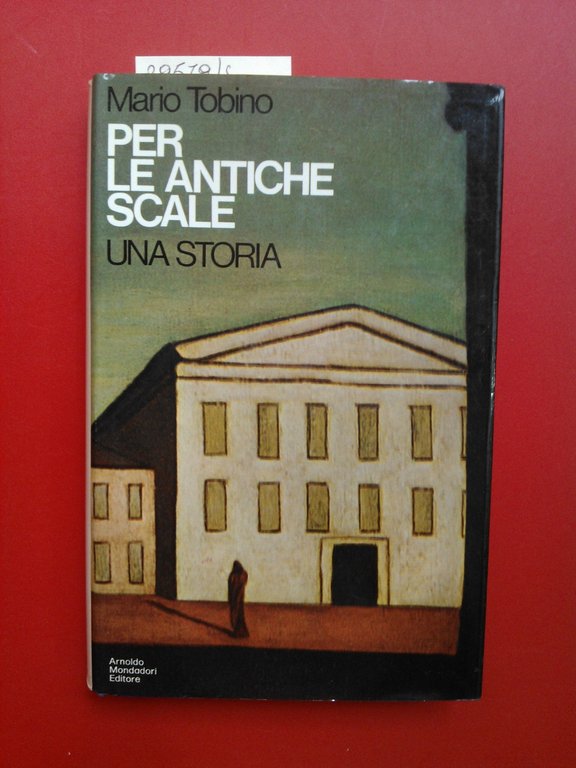 Mario Tobino
PER
LE ANTICHE
SCALE
UNA STORIA
Arnoldo
Mondadori
Editore